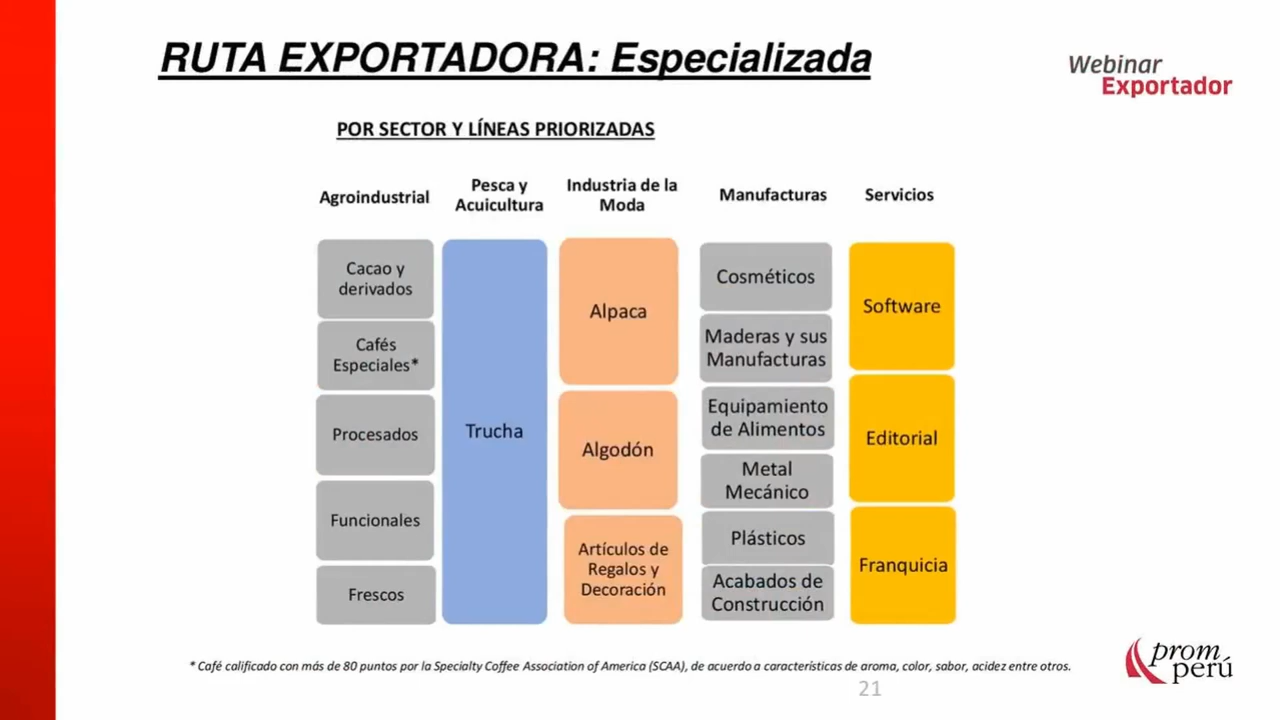 RUTA EXPORTADORA: Especializada
Webinar
Exportador
POR SECTOR Y LÍNEAS PRIORIZADAS
Agroindustrial
Cacao y
derivados
Cafés
Especiales*
Procesados
Funcionales
Frescos
Pesca y
Acuicultura
Trucha
Industria de la
Moda
Alpaca
Algodón
Artículos de
Regalos y
Decoración
Manufacturas
Cosméticos
Maderas y sus
Manufacturas
Equipamiento
de Alimentos
Metal
Mecánico
Plásticos
Acabados de
Construcción
Servicios
Software
Editorial
Franquicia
* Café calificado con más de 80 puntos por la Specialty Coffee Association of America (SCAA), de acuerdo a características de aroma, color, sabor, acidez entre otros.
21
prom
perú